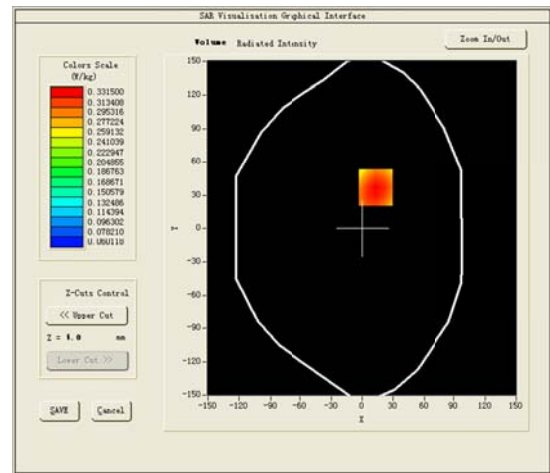 SAR Visualisation Graphical Interface
Volume Radiated Intensity
Zoom In/Out
Colors Scale
(W/kg)
0.331500
0.313408
0.295316
0.277224
0.259132
0.241039
0.222947
0.204855
0.186763
0.168671
0.150579
0.132486
0.114394
0.096302
0.078210
0.060118
Z-Cuts Control
<< Upper Cut
Z = 4.0 mm
Lower Cut >>
SAVE Cancel
150
120
90
60
30
0
-30
-60
-90
-120
-150
Y
-150 -120 -90 -60 -30 0 30 60 90 120 150
X